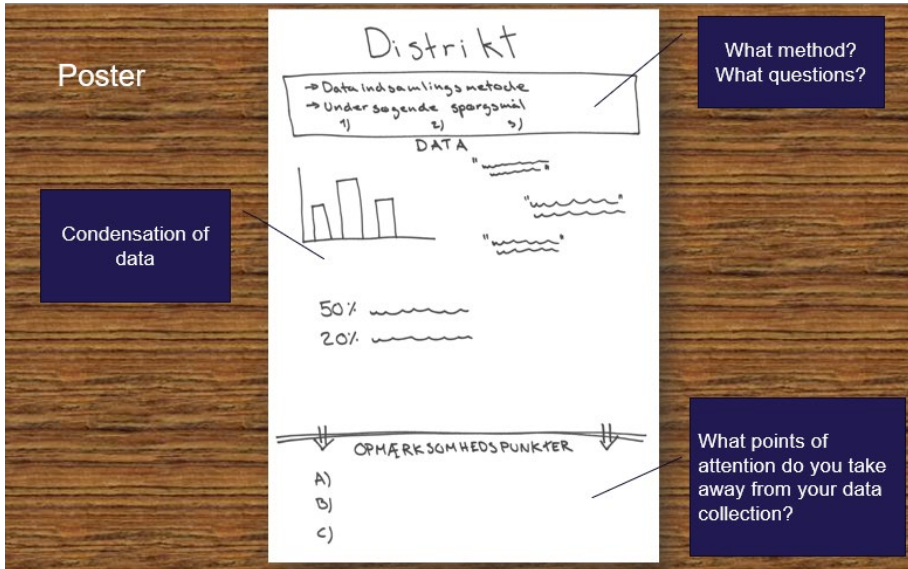 Poster
Distrikt
→ Dataindsamlingsmetode
→ Undersøgende spørgsmål
1) 2) 3)
DATA
50%
20%
OPMÆRKSOMHEDSPUNKTER
A)
B)
C)
What method?
What questions?
Condensation of
data
What points of
attention do you take
away from your data
collection?